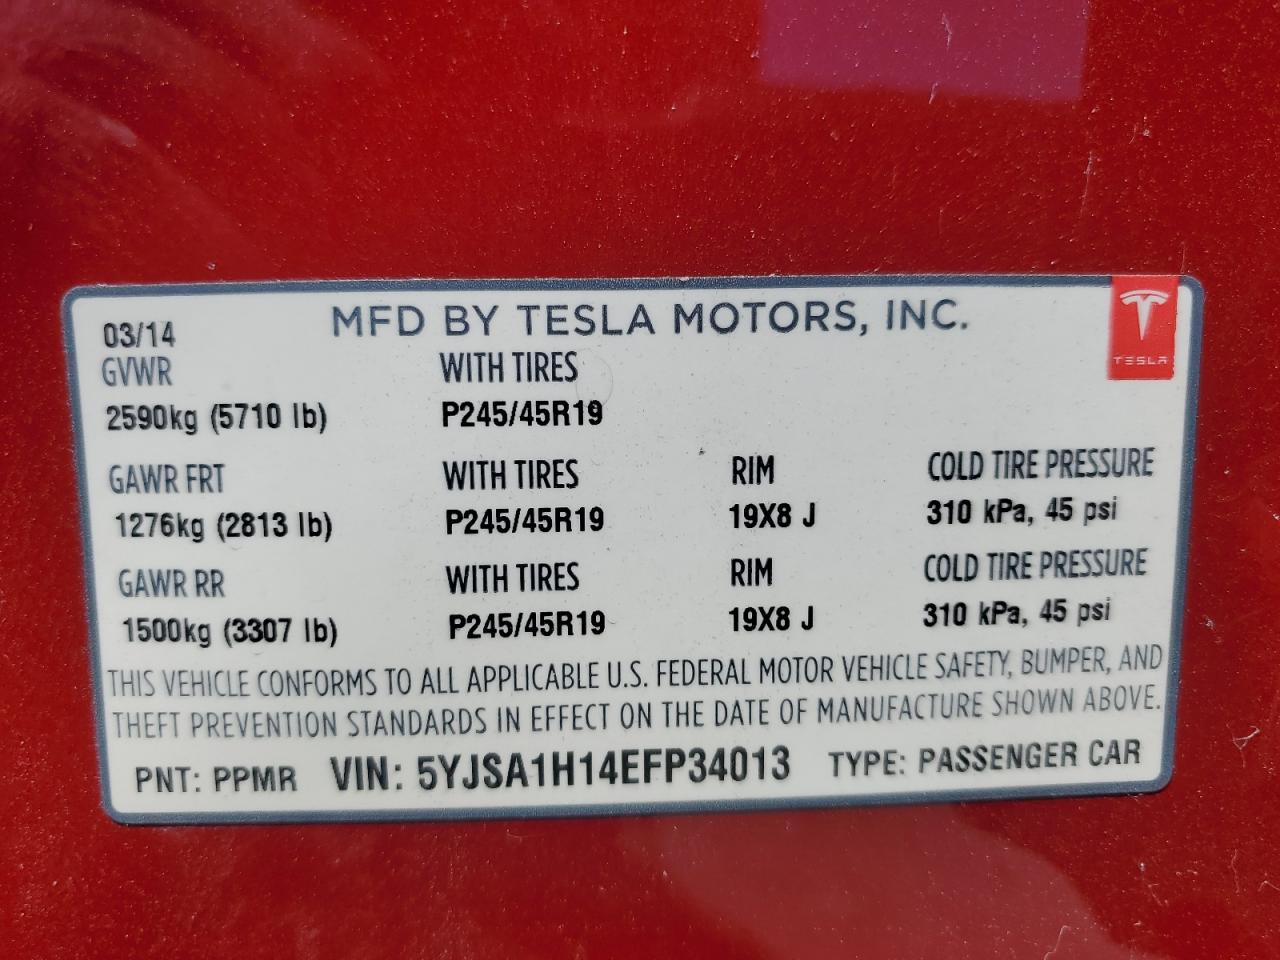 03/14 MFD BY TESLA MOTORS, INC.
TESLA
GVWR WITH TIRES
2590kg (5710 lb) P245/45R19
GAWR FRT WITH TIRES RIM COLD TIRE PRESSURE
1276kg (2813 lb) P245/45R19 19X8 J 310 kPa, 45 psi
GAWR RR WITH TIRES RIM COLD TIRE PRESSURE
1500kg (3307 lb) P245/45R19 19X8 J 310 kPa, 45 psi
THIS VEHICLE CONFORMS TO ALL APPLICABLE U.S. FEDERAL MOTOR VEHICLE SAFETY, BUMPER, AND
THEFT PREVENTION STANDARDS IN EFFECT ON THE DATE OF MANUFACTURE SHOWN ABOVE.
PNT: PPMR VIN: 5YJSA1H14EFP34013 TYPE: PASSENGER CAR